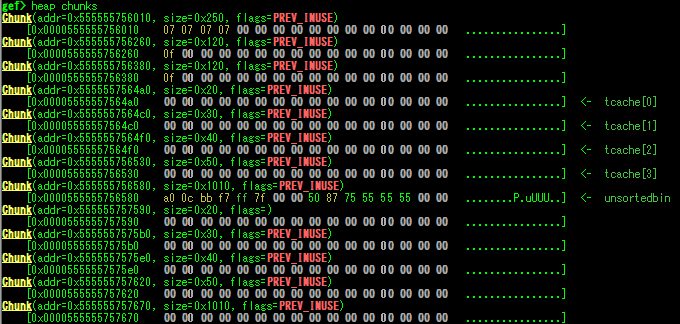 gef> heap chunks
Chunk(addr=0x555555756010, size=0x250, flags=PREV_INUSE)
[0x0000555555756010 07 07 07 07 00 00 00 00 00 00 00 00 00 00 00 00 ................]
Chunk(addr=0x555555756260, size=0x120, flags=PREV_INUSE)
[0x0000555555756260 0f 00 00 00 00 00 00 00 00 00 00 00 00 00 00 00 ................]
Chunk(addr=0x555555756380, size=0x120, flags=PREV_INUSE)
[0x0000555555756380 0f 00 00 00 00 00 00 00 00 00 00 00 00 00 00 00 ................]
Chunk(addr=0x5555557564a0, size=0x20, flags=PREV_INUSE)
[0x00005555557564a0 00 00 00 00 00 00 00 00 00 00 00 00 00 00 00 00 ................] <- tcache[0]
Chunk(addr=0x5555557564c0, size=0x30, flags=PREV_INUSE)
[0x00005555557564c0 00 00 00 00 00 00 00 00 00 00 00 00 00 00 00 00 ................] <- tcache[1]
Chunk(addr=0x5555557564f0, size=0x40, flags=PREV_INUSE)
[0x00005555557564f0 00 00 00 00 00 00 00 00 00 00 00 00 00 00 00 00 ................] <- tcache[2]
Chunk(addr=0x555555756530, size=0x50, flags=PREV_INUSE)
[0x0000555555756530 00 00 00 00 00 00 00 00 00 00 00 00 00 00 00 00 ................] <- tcache[3]
Chunk(addr=0x555555756580, size=0x1010, flags=PREV_INUSE)
[0x0000555555756580 a0 0c bb f7 ff 7f 00 00 50 87 75 55 55 55 00 00 ........P.uUUU..] <- unsortedbin
Chunk(addr=0x555555757590, size=0x20, flags=)
[0x0000555555757590 00 00 00 00 00 00 00 00 00 00 00 00 00 00 00 00 ................]
Chunk(addr=0x5555557575b0, size=0x30, flags=PREV_INUSE)
[0x00005555557575b0 00 00 00 00 00 00 00 00 00 00 00 00 00 00 00 00 ................]
Chunk(addr=0x5555557575e0, size=0x40, flags=PREV_INUSE)
[0x00005555557575e0 00 00 00 00 00 00 00 00 00 00 00 00 00 00 00 00 ................]
Chunk(addr=0x555555757620, size=0x50, flags=PREV_INUSE)
[0x0000555555757620 00 00 00 00 00 00 00 00 00 00 00 00 00 00 00 00 ................]
Chunk(addr=0x555555757670, size=0x1010, flags=PREV_INUSE)
[0x0000555555757670 00 00 00 00 00 00 00 00 00 00 00 00 00 00 00 00 ................]